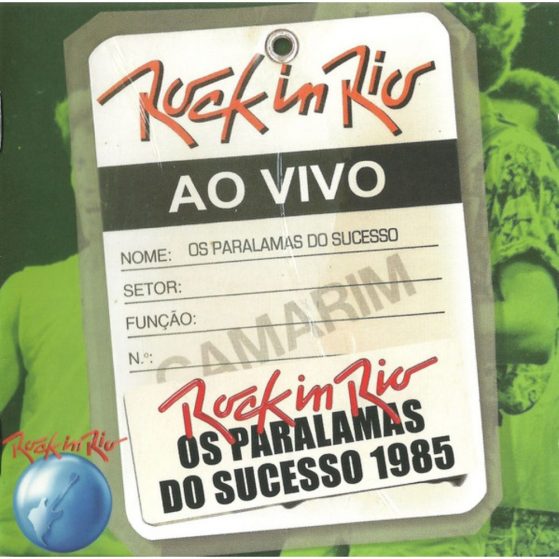 Rock in Rio
AO VIVO
NOME: OS PARALAMAS DO SUCESSO
SETOR:
FUNÇÃO:
N.º:
CAMARIM
Rock in Rio
OS PARALAMAS
DO SUCESSO 1985
Rock in Rio